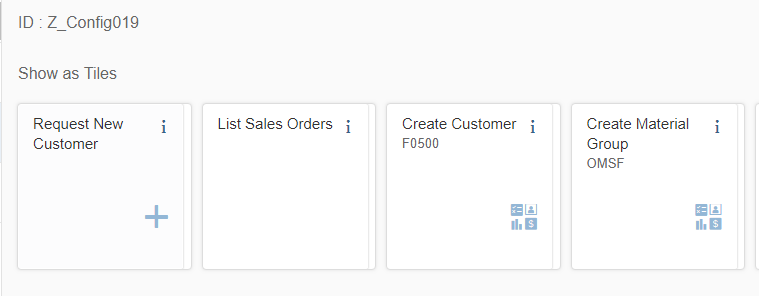 ID : Z_Config019
Show as Tiles
Request New
Customer
i
List Sales Orders
i
Create Customer
F0500
i
Create Material
Group
OMSF
i